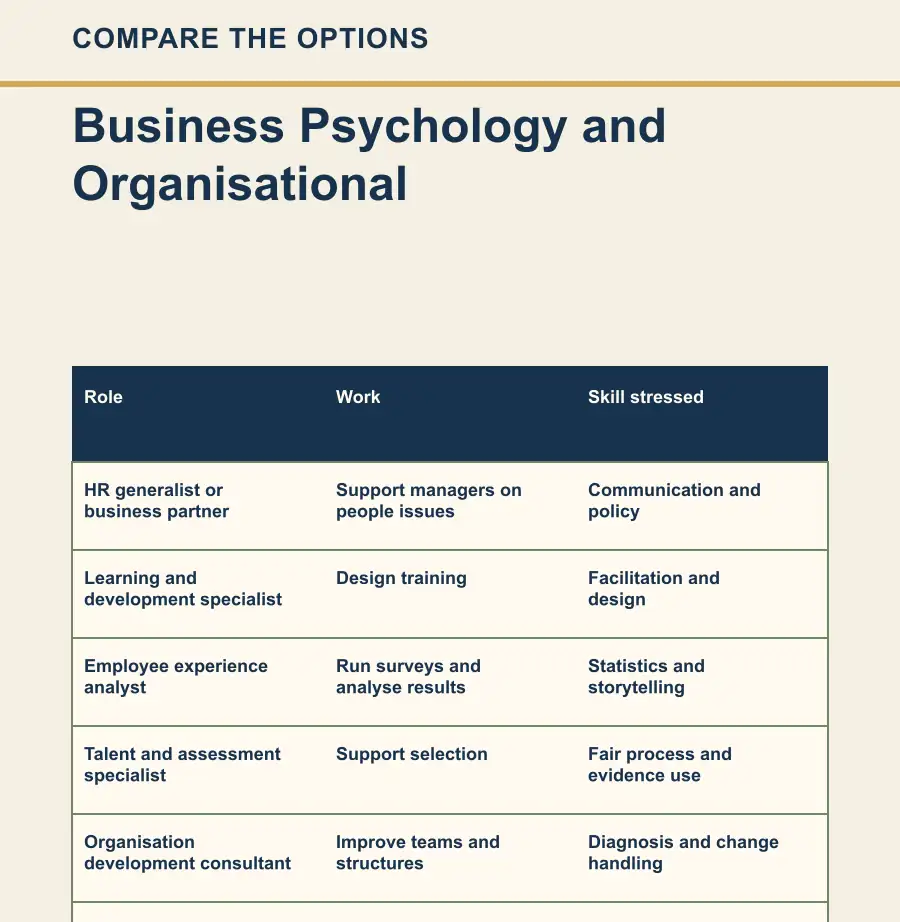 COMPARE THE OPTIONS
Business Psychology and
Organisational
Role
Work
Skill stressed
HR generalist or
business partner
Support managers on
people issues
Communication and
policy
Learning and
development specialist
Design training
Facilitation and
design
Employee experience
analyst
Run surveys and
analyse results
Statistics and
storytelling
Talent and assessment
specialist
Support selection
Fair process and
evidence use
Organisation
development consultant
Improve teams and
structures
Diagnosis and change
handling